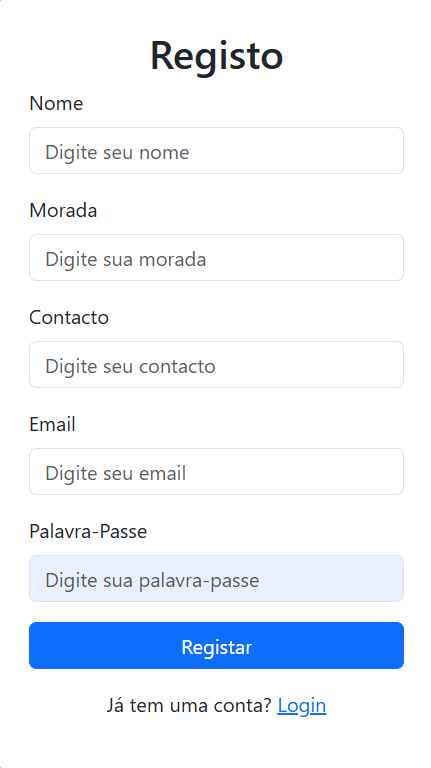 Registo
Nome
Digite seu nome
Morada
Digite sua morada
Contacto
Digite seu contacto
Email
Digite seu email
Palavra-Passe
Digite sua palavra-passe
Registar
Já tem uma conta? Login